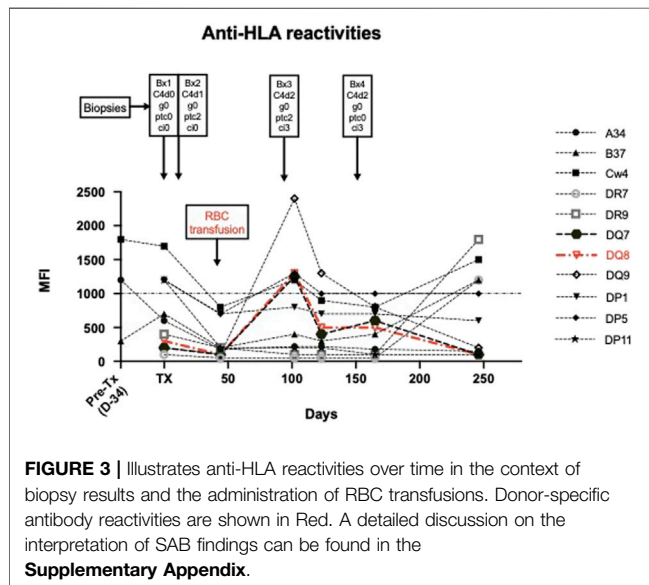 Anti-HLA reactivities
Biopsies
Bx1
C4d0
g0
ptc0
ci0
Bx2
C4d1
g0
ptc2
ci0
Bx3
C4d2
g0
ptc2
ci3
Bx4
C4d2
g0
ptc0
ci3
RBC
transfusion
MFI
2500
2000
1500
1000
500
0
Pre-Tx
(D-34)
TX
50
100
150
200
250
Days
A34
B37
Cw4
DR7
DR9
DQ7
DQ8
DQ9
DP1
DP5
DP11
FIGURE 3 | Illustrates anti-HLA reactivities over time in the context of
biopsy results and the administration of RBC transfusions. Donor-specific
antibody reactivities are shown in Red. A detailed discussion on the
interpretation of SAB findings can be found in the
Supplementary Appendix.